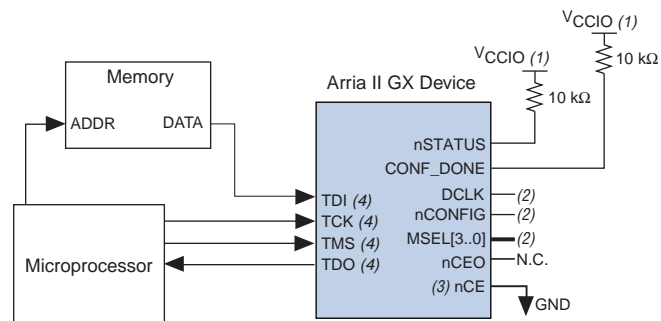 VCCIO (1)
VCCIO (1)
10 kΩ
Memory
Arria II GX Device
10 kΩ
ADDR
DATA
nSTATUS
CONF_DONE
TDI (4)
DCLK
(2)
TCK (4)
nCONFIG
(2)
TMS (4)
MSEL[3..0]
(2)
Microprocessor
TDO (4)
nCEO
N.C.
(3) nCE
GND